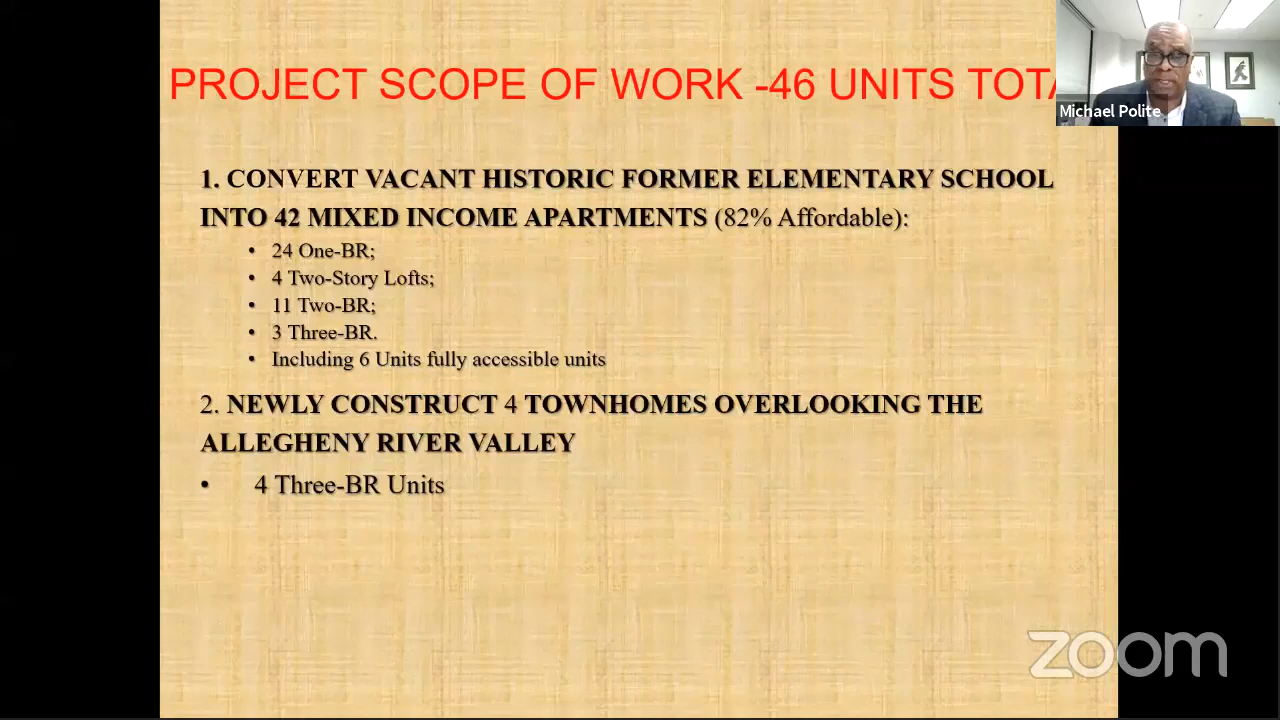 PROJECT SCOPE OF WORK -46 UNITS TOTA
Michael Polite
1. CONVERT VACANT HISTORIC FORMER ELEMENTARY SCHOOL
INTO 42 MIXED INCOME APARTMENTS (82% Affordable):
• 24 One-BR;
• 4 Two-Story Lofts;
• 11 Two-BR;
• 3 Three-BR.
• Including 6 Units fully accessible units
2. NEWLY CONSTRUCT 4 TOWNHOMES OVERLOOKING THE
ALLEGHENY RIVER VALLEY
• 4 Three-BR Units
zoom